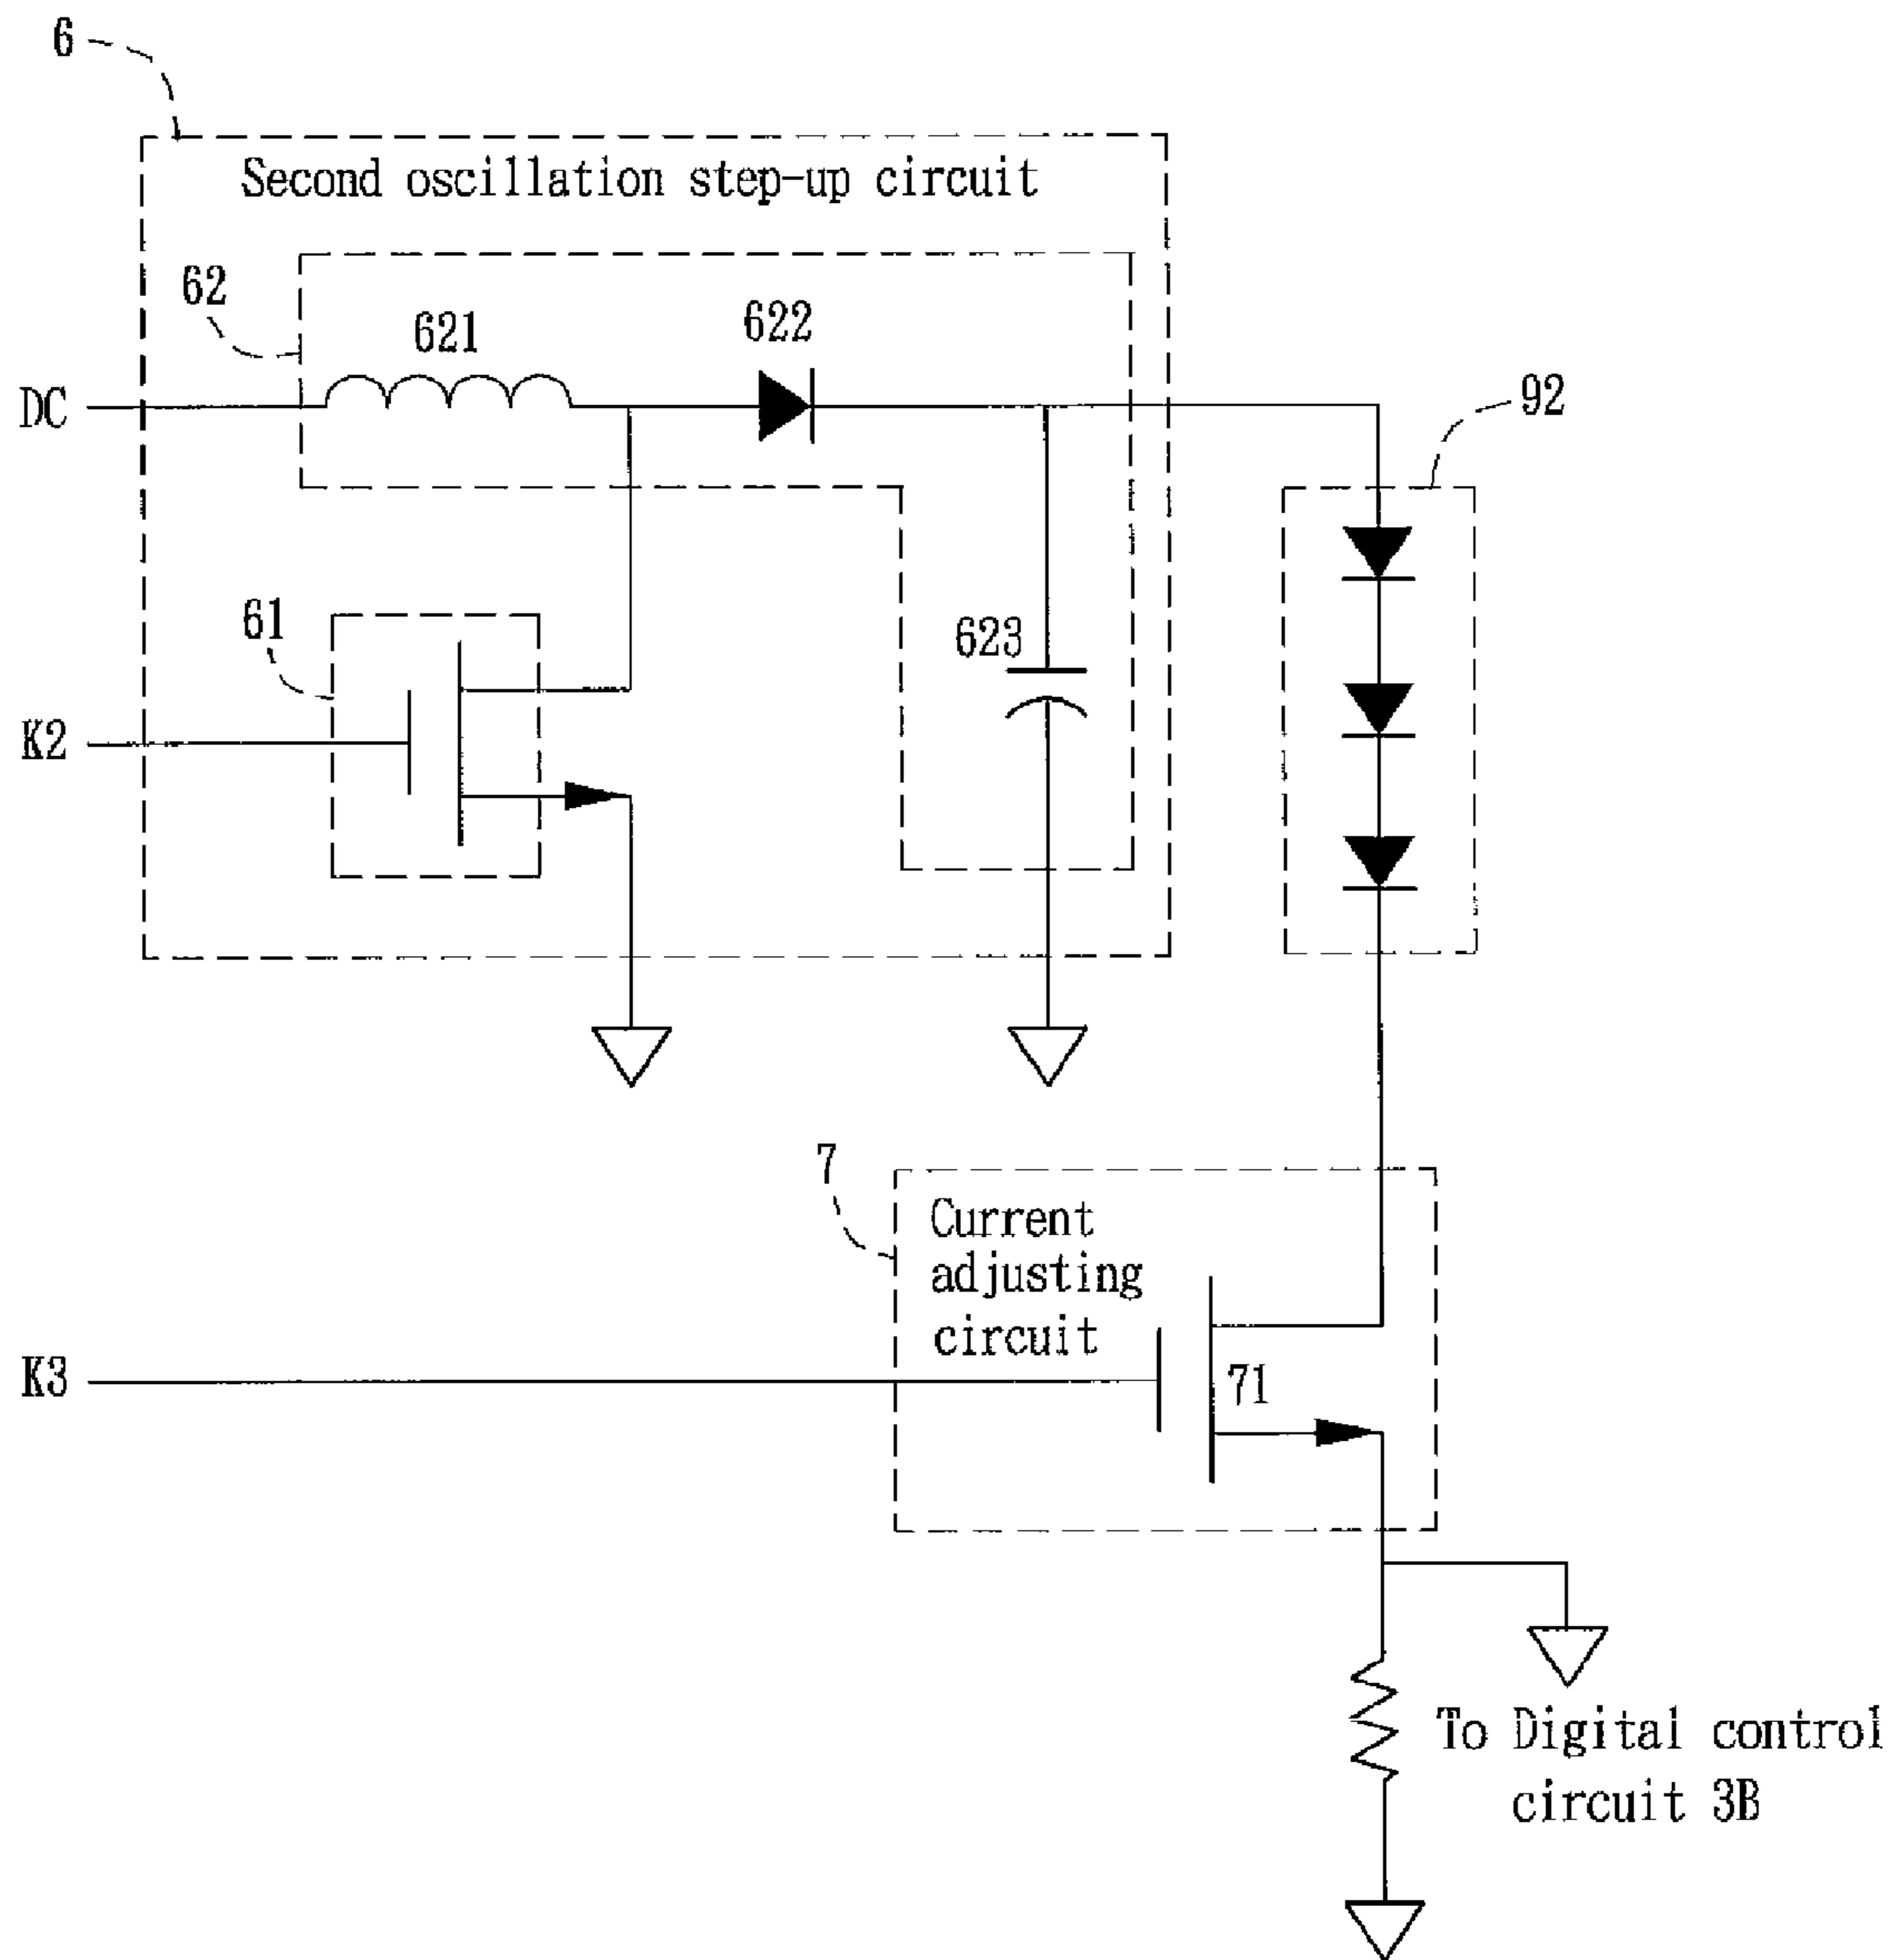 6
Second oscillation step-up circuit
62
621
622
DC
92
61
623
K2
7
Current
adjusting
circuit
K3
71
To Digital control
circuit 3B